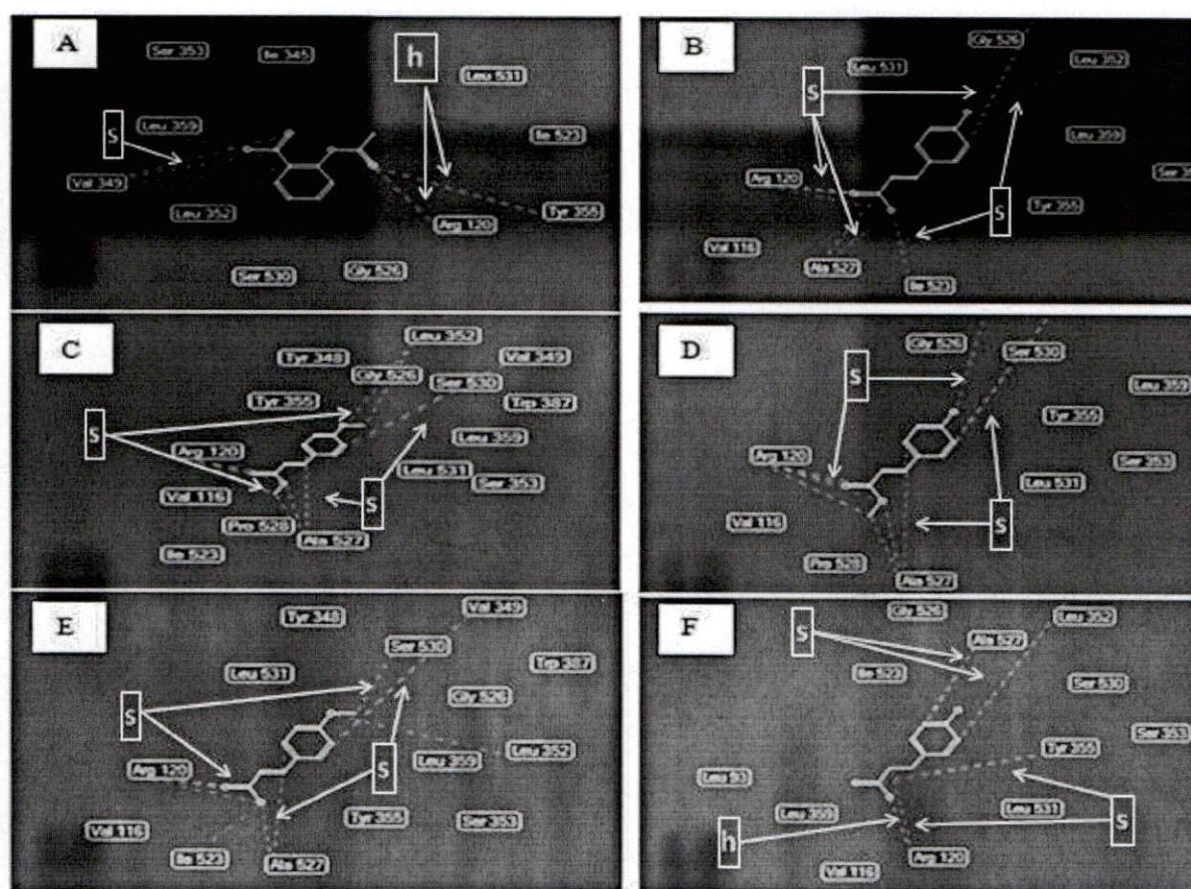 A
Ser 353
Ile 345
h
Leu 531
S
Leu 359
Ile 523
Val 349
Leu 352
Arg 120
Tyr 355
Ser 530
Gly 526
B
Gly 526
Leu 531
Leu 352
S
Leu 359
Arg 120
Tyr 355
S
Val 116
Ala 527
Ile 523
C
Leu 352
Tyr 348
Val 349
Gly 526
Ser 530
Tyr 355
Trp 387
S
Arg 120
Leu 359
Leu 531
Val 116
S
Ser 353
Pro 528
Ala 527
Ile 523
D
Gly 526
Ser 530
S
Leu 359
Tyr 355
Arg 120
Ser 353
Leu 531
Val 116
S
Pro 528
Ala 527
E
Tyr 348
Val 349
Ser 530
Leu 531
Trp 387
Gly 526
S
S
Leu 352
Arg 120
Leu 359
Tyr 355
Ser 353
Val 116
Ile 523
Ala 527
F
Gly 526
Leu 352
S
Ala 527
Ile 523
Ser 530
Tyr 355
Ser 353
Leu 93
Leu 359
Leu 531
S
h
Arg 120
Val 116